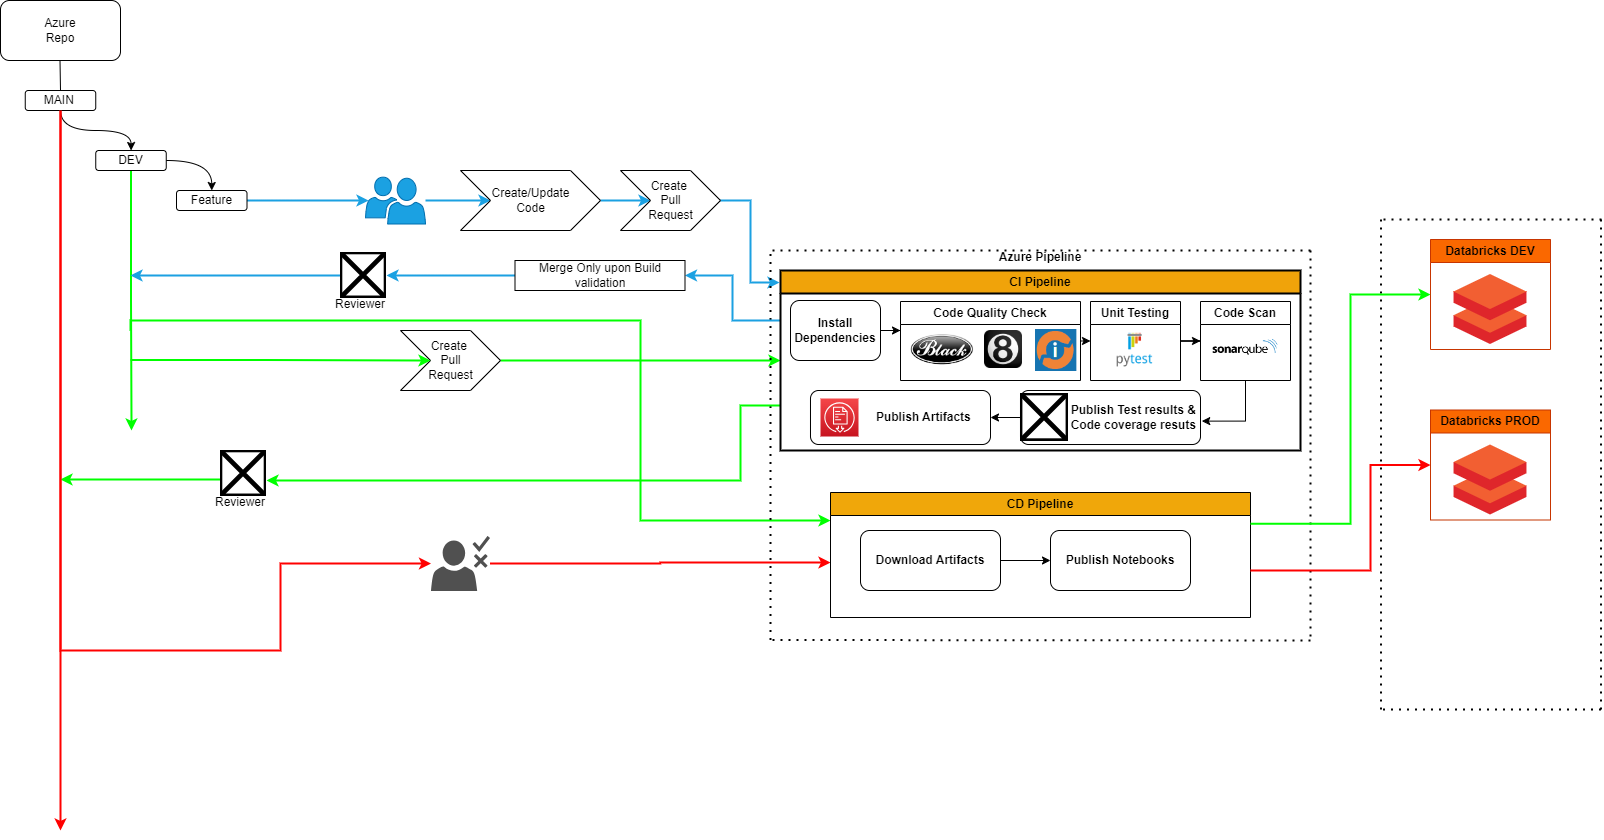 Azure
Repo
MAIN
DEV
Feature
Create/Update
Code
Create
Pull
Request
Merge Only upon Build
validation
Reviewer
Create
Pull
Request
Reviewer
Azure Pipeline
CI Pipeline
Install
Dependencies
Code Quality Check
Black
8
i
Unit Testing
pytest
Code Scan
sonarqube
Publish Artifacts
Publish Test results &
Code coverage resuts
CD Pipeline
Download Artifacts
Publish Notebooks
Databricks DEV
Databricks PROD